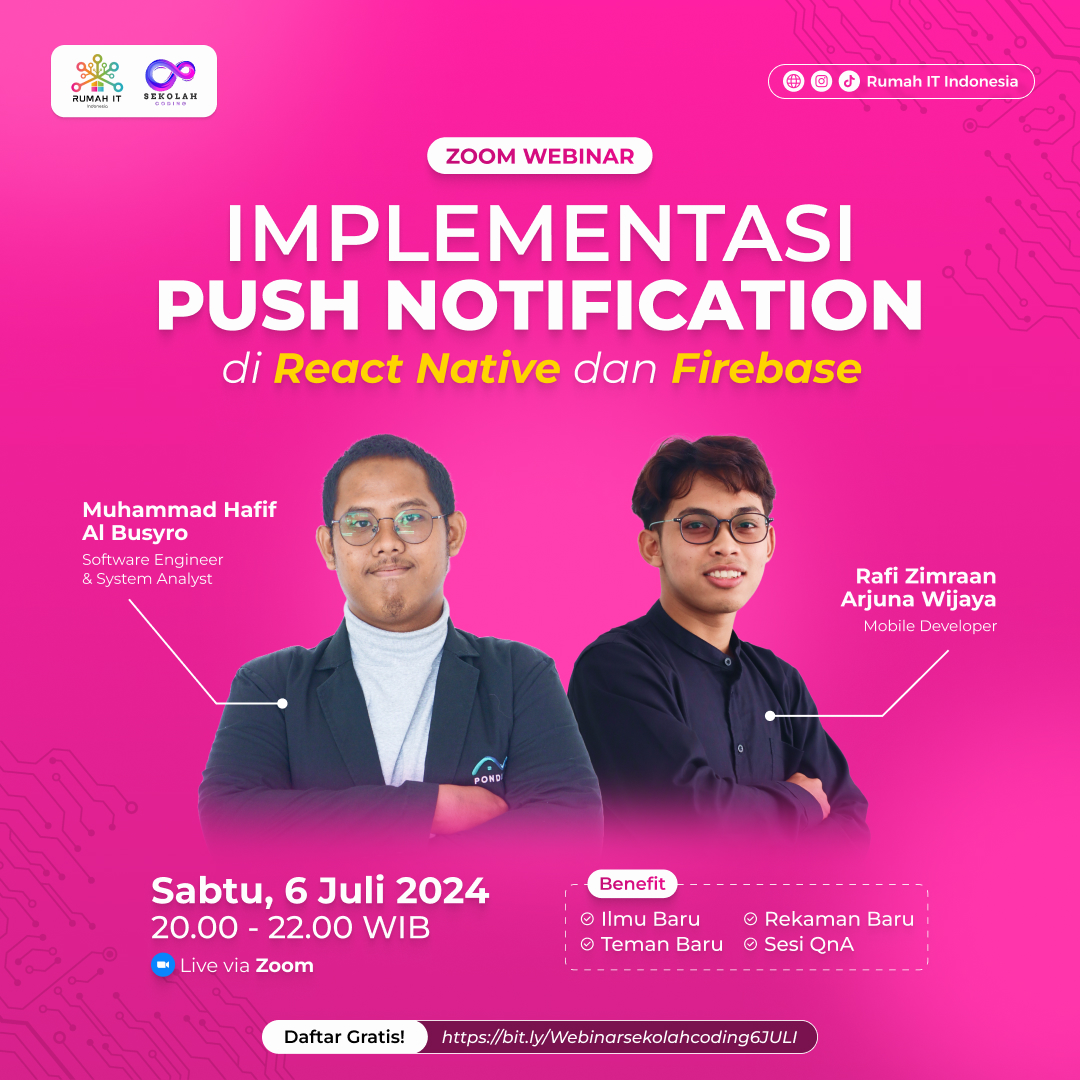 RUMAH IT
Indonesia
SEKOLAH
CODING
Rumah IT Indonesia
ZOOM WEBINAR
IMPLEMENTASI
PUSH NOTIFICATION
di React Native dan Firebase
Muhammad Hafif
Al Busyro
Software Engineer
& System Analyst
Rafi Zimraan
Arjuna Wijaya
Mobile Developer
Sabtu, 6 Juli 2024
20.00 - 22.00 WIB
Live via Zoom
Benefit
Ilmu Baru
Rekaman Baru
Teman Baru
Sesi QnA
Daftar Gratis!
https://bit.ly/Webinarsekolahcoding6JULI